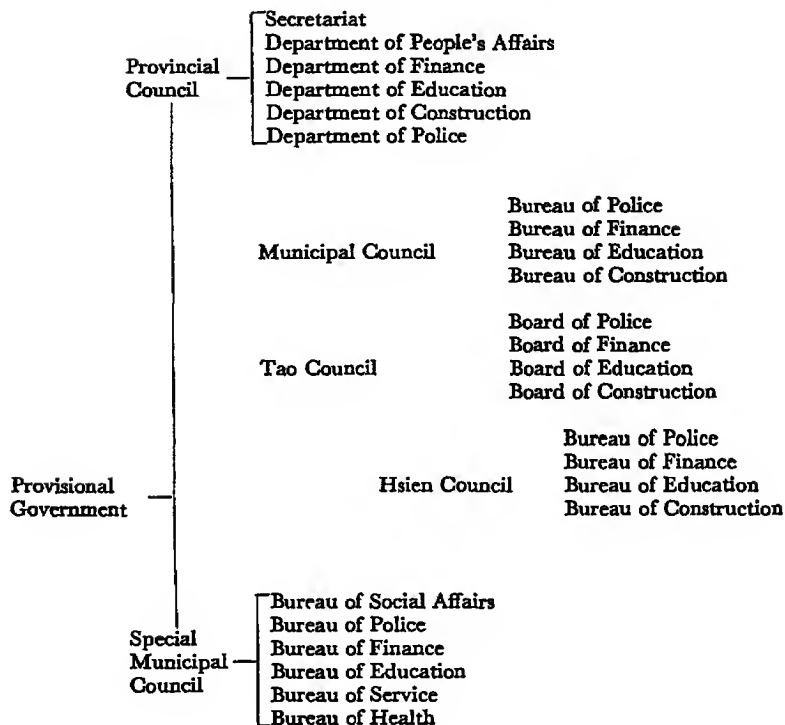 Secretariat
Department of People's Affairs
Provincial
Council
Department of Finance
Department of Education
Department of Construction
Department of Police
Municipal Council
Bureau of Police
Bureau of Finance
Bureau of Education
Bureau of Construction
Tao Council
Board of Police
Board of Finance
Board of Education
Board of Construction
Hsien Council
Bureau of Police
Bureau of Finance
Bureau of Education
Bureau of Construction
Provisional
Government
Special
Municipal
Council
Bureau of Social Affairs
Bureau of Police
Bureau of Finance
Bureau of Education
Bureau of Service
Bureau of Health